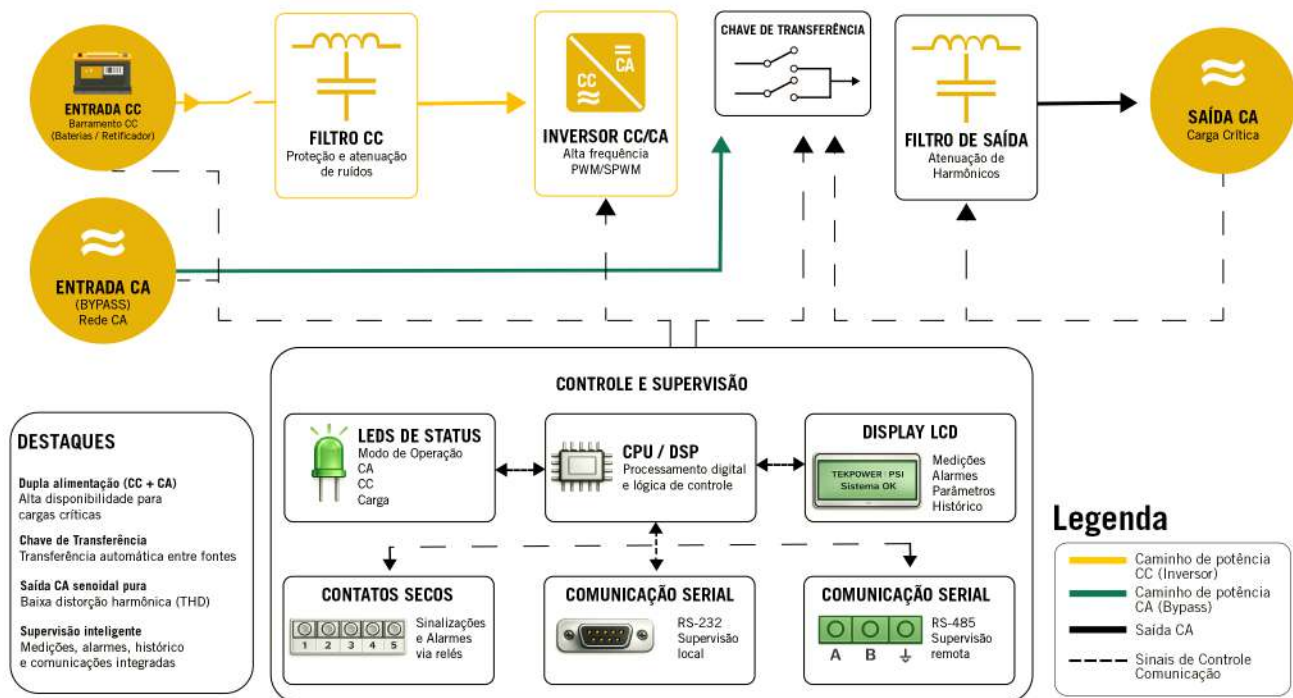 ENTRADA CC
Barramento CC
(Baterias / Retificador)
FILTRO CC
Proteção e atenuação
de ruídos
CC
CA
INVERSOR CC/CA
Alta frequência
PWM/SPWM
CHAVE DE TRANSFERÊNCIA
FILTRO DE SAÍDA
Atenuação de
Harmônicos
SAÍDA CA
Carga Crítica
ENTRADA CA
(BYPASS)
Rede CA
DESTAQUES
Dupla alimentação (CC + CA)
Alta disponibilidade para
cargas críticas
Chave de Transferência
Transferência automática entre fontes
Saída CA senoidal pura
Baixa distorção harmônica (THD)
Supervisão inteligente
Medições, alarmes, histórico
e comunicações integradas
CONTROLE E SUPERVISÃO
LEDS DE STATUS
Modo de Operação
CA
CC
Carga
CPU / DSP
Processamento digital
e lógica de controle
DISPLAY LCD
TEKPOWER PSI
Sistema OK
Medições
Alarmes
Parâmetros
Histórico
CONTATOS SECOS
1 2 3 4 5
Sinalizações
e Alarmes
via relés
COMUNICAÇÃO SERIAL
RS-232
Supervisão
local
COMUNICAÇÃO SERIAL
A B
RS-485
Supervisão
remota
Legenda
Caminho de potência
CC (Inversor)
Caminho de potência
CA (Bypass)
Saída CA
Sinais de Controle
Comunicação